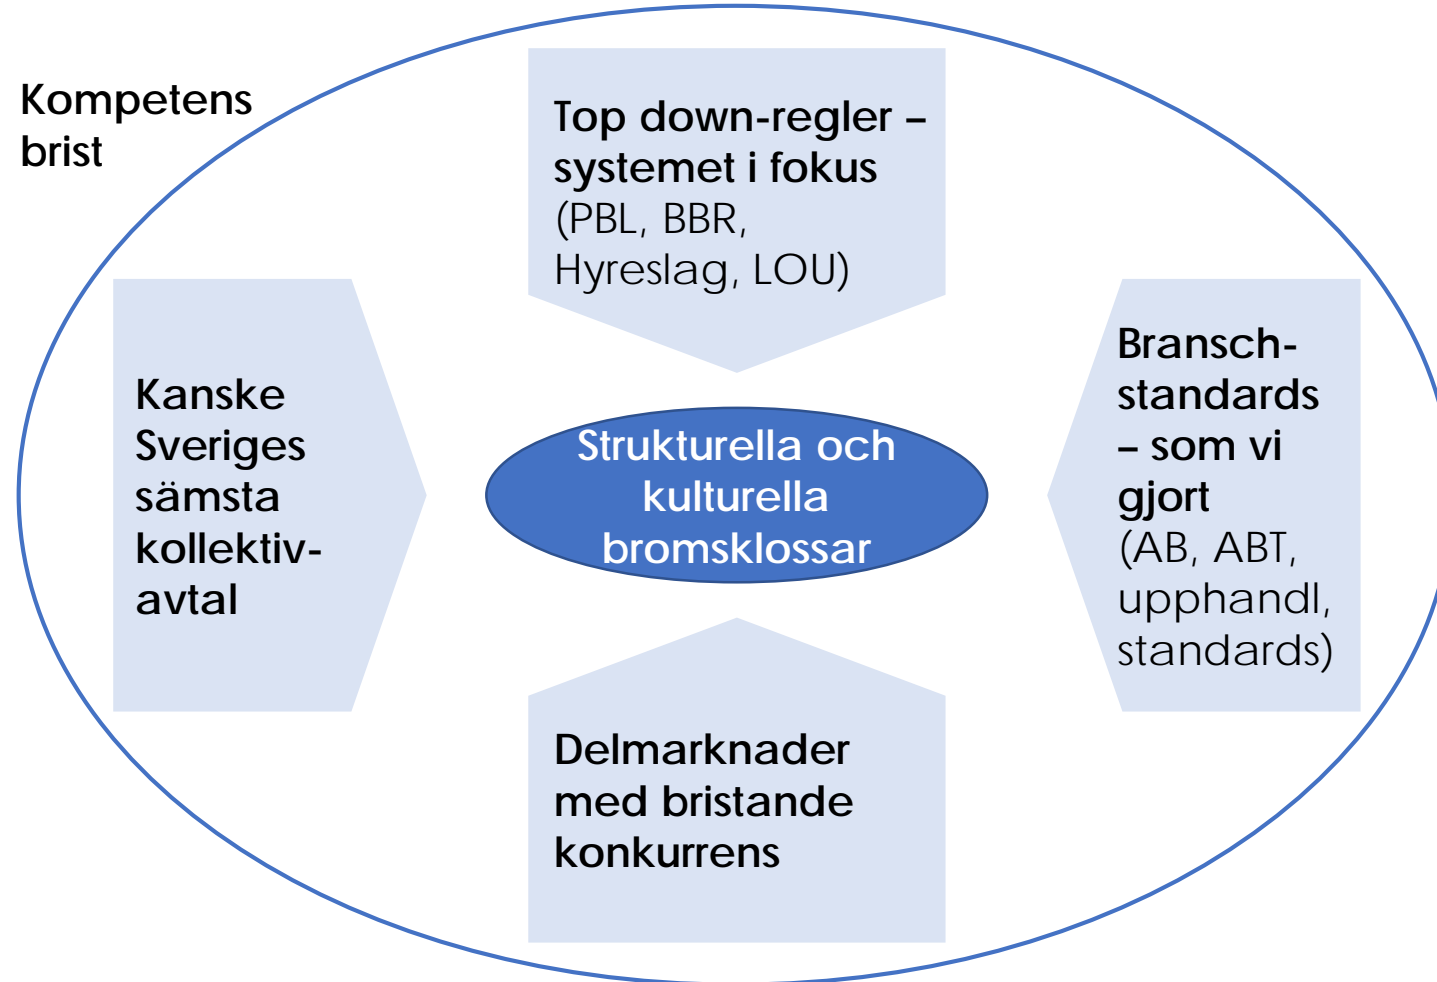 Kompetens
brist
Top down-regler –
systemet i fokus
(PBL, BBR,
Hyreslag, LOU)
Kanske
Sveriges
sämsta
kollektiv-
avtal
Strukturella och
kulturella
bromsklossar
Bransch-
standards
– som vi
gjort
(AB, ABT,
upphandl,
standards)
Delmarknader
med bristande
konkurrens